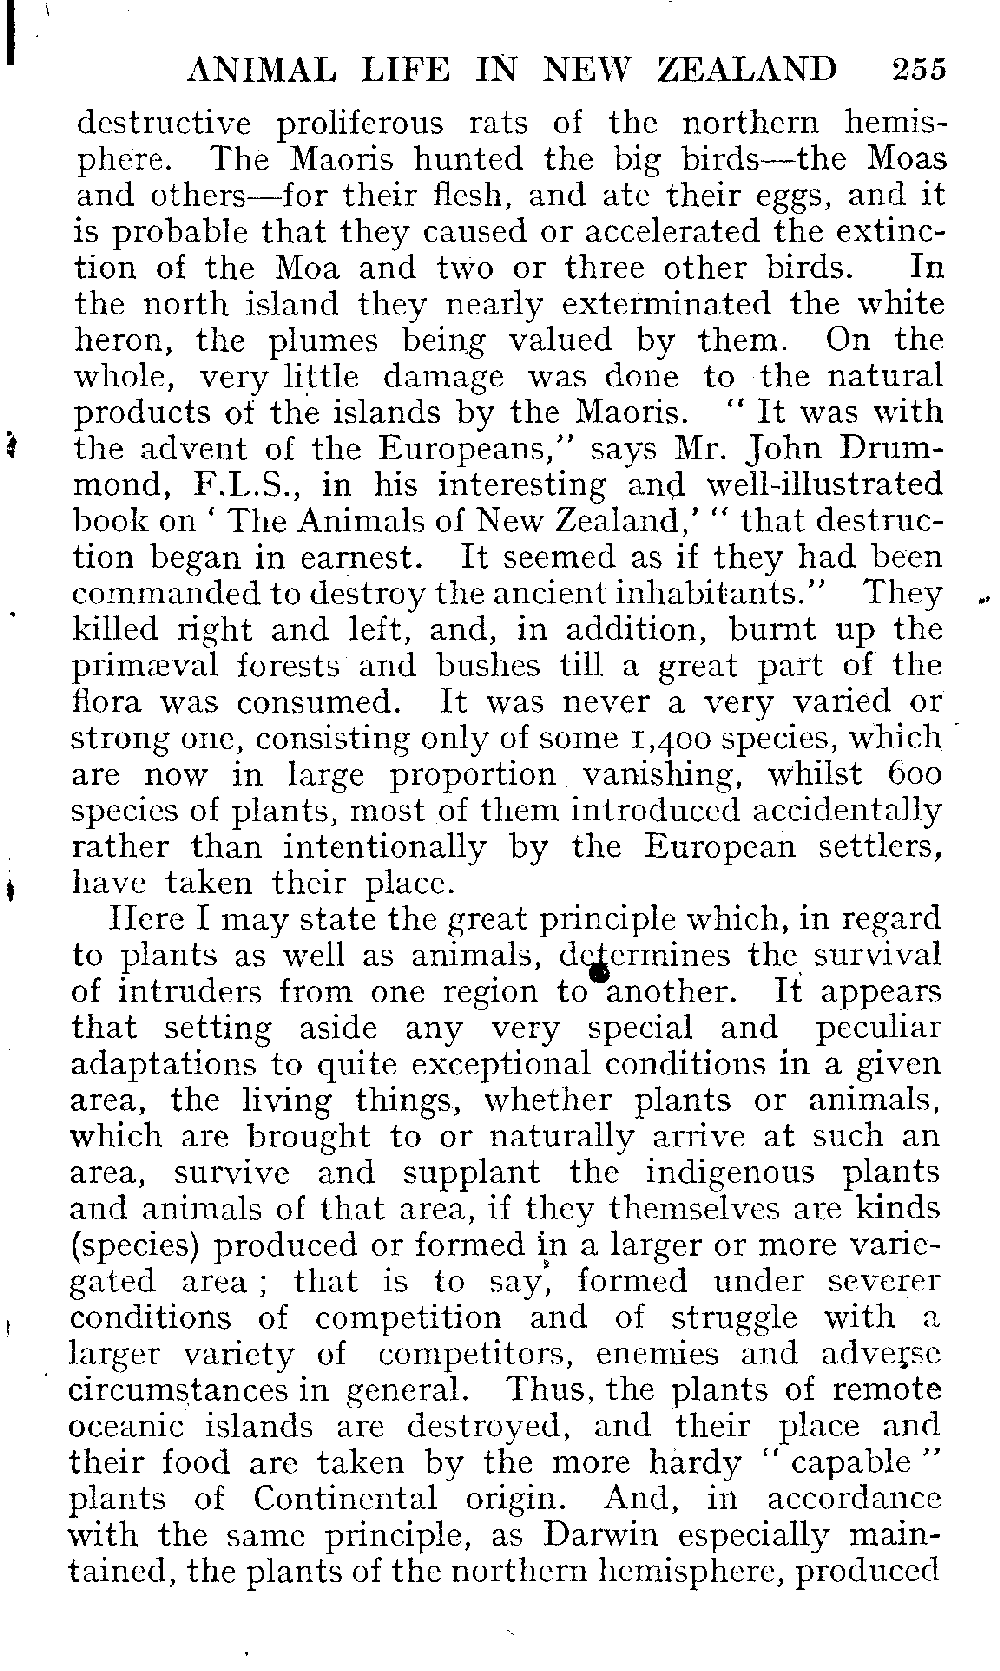 ANIMAL LIFE IN NEW ZEALAND 255
destructive proliferous rats of the northern hemis-
phere. The Maoris hunted the big birds—the Moas
and others—for their flesh, and ate their eggs, and it
is probable that they caused or accelerated the extinc-
tion of the Moa and two or three other birds. In
the north island they nearly exterminated the white
heron, the plumes being valued by them. On the
whole, very little damage was done to the natural
products of the islands by the Maoris. “ It was with
the advent of the Europeans,” says Mr. John Drum-
mond, F.L.S., in his interesting and well-illustrated
book on ‘ The Animals of New Zealand,’ “ that destruc-
tion began in earnest. It seemed as if they had been
commanded to destroy the ancient inhabitants.” They
killed right and left, and, in addition, burnt up the
primæval forests and bushes till a great part of the
flora was consumed. It was never a very varied or
strong one, consisting only of some 1,400 species, which
are now in large proportion vanishing, whilst 600
species of plants, most of them introduced accidentally
rather than intentionally by the European settlers,
have taken their place.
Here I may state the great principle which, in regard
to plants as well as animals, determines the survival
of intruders from one region to another. It appears
that setting aside any very special and peculiar
adaptations to quite exceptional conditions in a given
area, the living things, whether plants or animals,
which are brought to or naturally arrive at such an
area, survive and supplant the indigenous plants
and animals of that area, if they themselves are kinds
(species) produced or formed in a larger or more varie-
gated area ; that is to say, formed under severer
conditions of competition and of struggle with a
larger variety of competitors, enemies and adverse
circumstances in general. Thus, the plants of remote
oceanic islands are destroyed, and their place and
their food are taken by the more hardy “ capable ”
plants of Continental origin. And, in accordance
with the same principle, as Darwin especially main-
tained, the plants of the northern hemisphere, produced